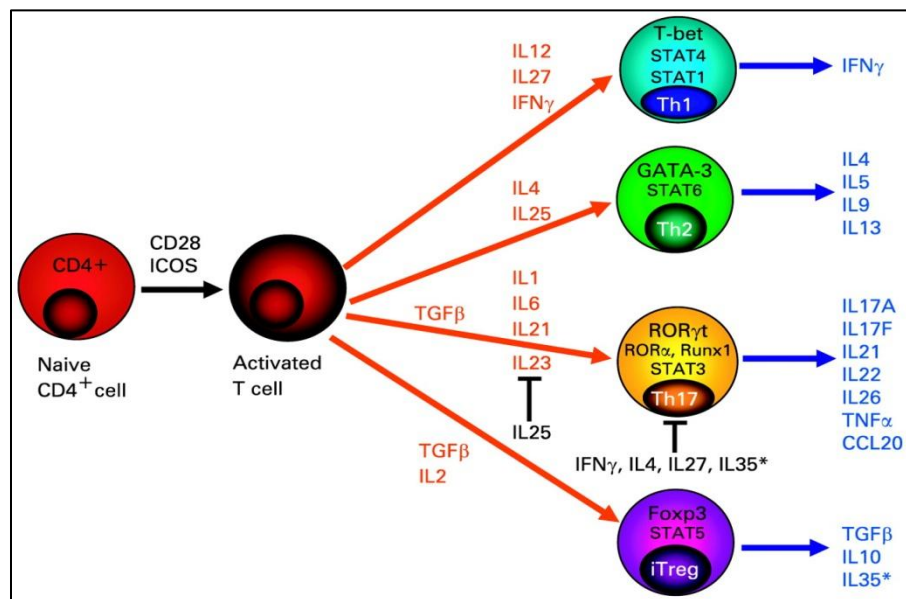 CD4+
Naive
CD4+ cell
CD28
ICOS
Activated
T cell
IL12
IL27
IFNγ
T-bet
STAT4
STAT1
Th1
IFNγ
IL4
IL25
GATA-3
STAT6
Th2
IL4
IL5
IL9
IL13
TGFβ
IL1
IL6
IL21
IL23
IL25
RORγt
RORα, Runx1
STAT3
Th17
IFNγ, IL4, IL27, IL35*
IL17A
IL17F
IL21
IL22
IL26
TNFα
CCL20
TGFβ
IL2
Foxp3
STAT5
iTreg
TGFβ
IL10
IL35*